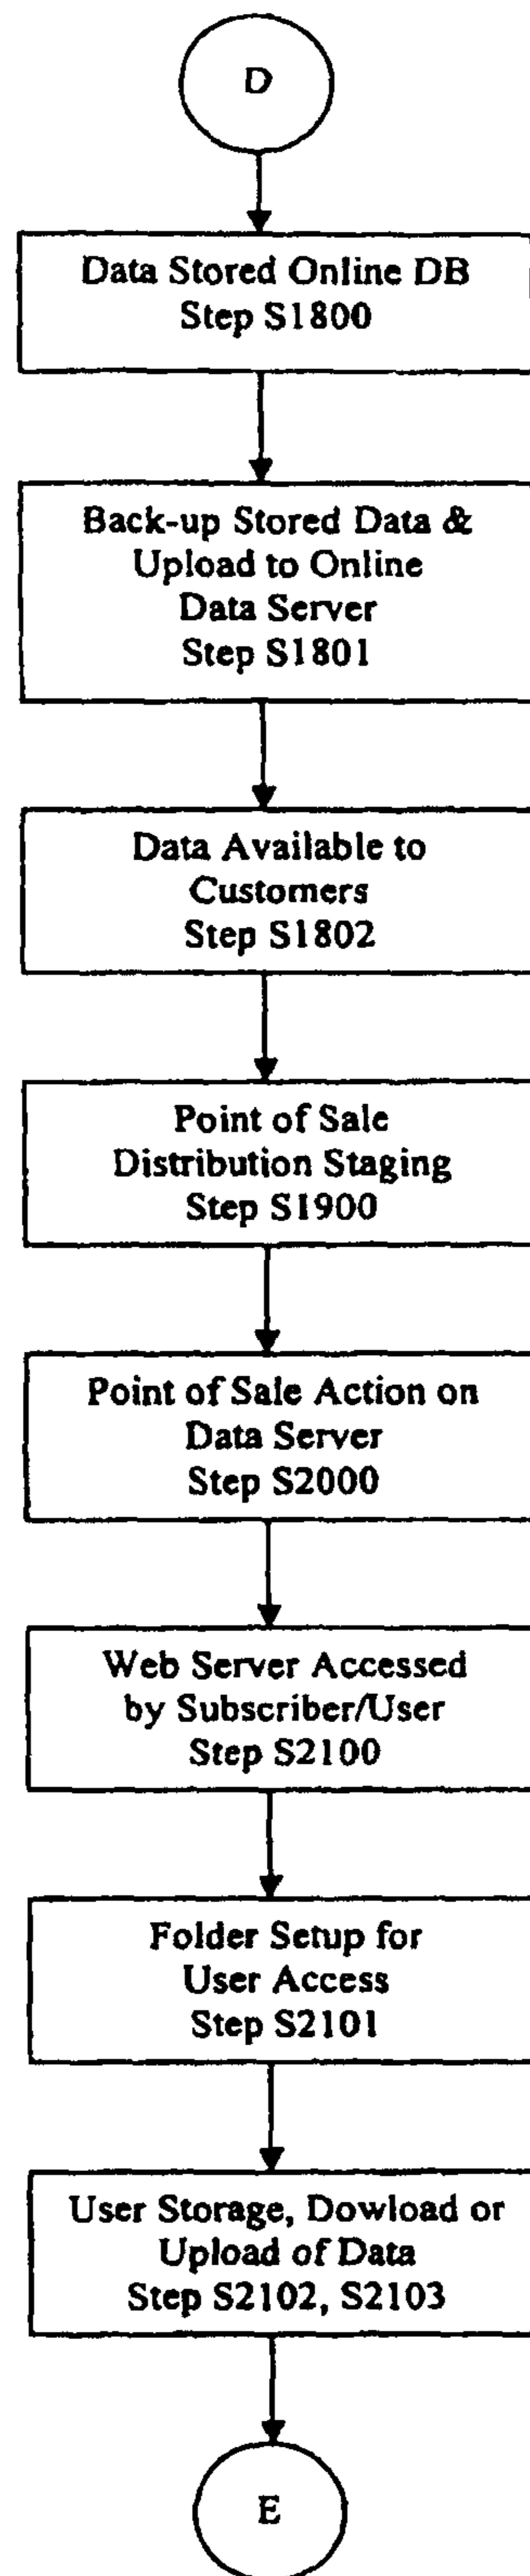 D
Data Stored Online DB
Step S1800
Back-up Stored Data &
Upload to Online
Data Server
Step S1801
Data Available to
Customers
Step S1802
Point of Sale
Distribution Staging
Step S1900
Point of Sale Action on
Data Server
Step S2000
Web Server Accessed
by Subscriber/User
Step S2100
Folder Setup for
User Access
Step S2101
User Storage, Dowload or
Upload of Data
Step S2102, S2103
E